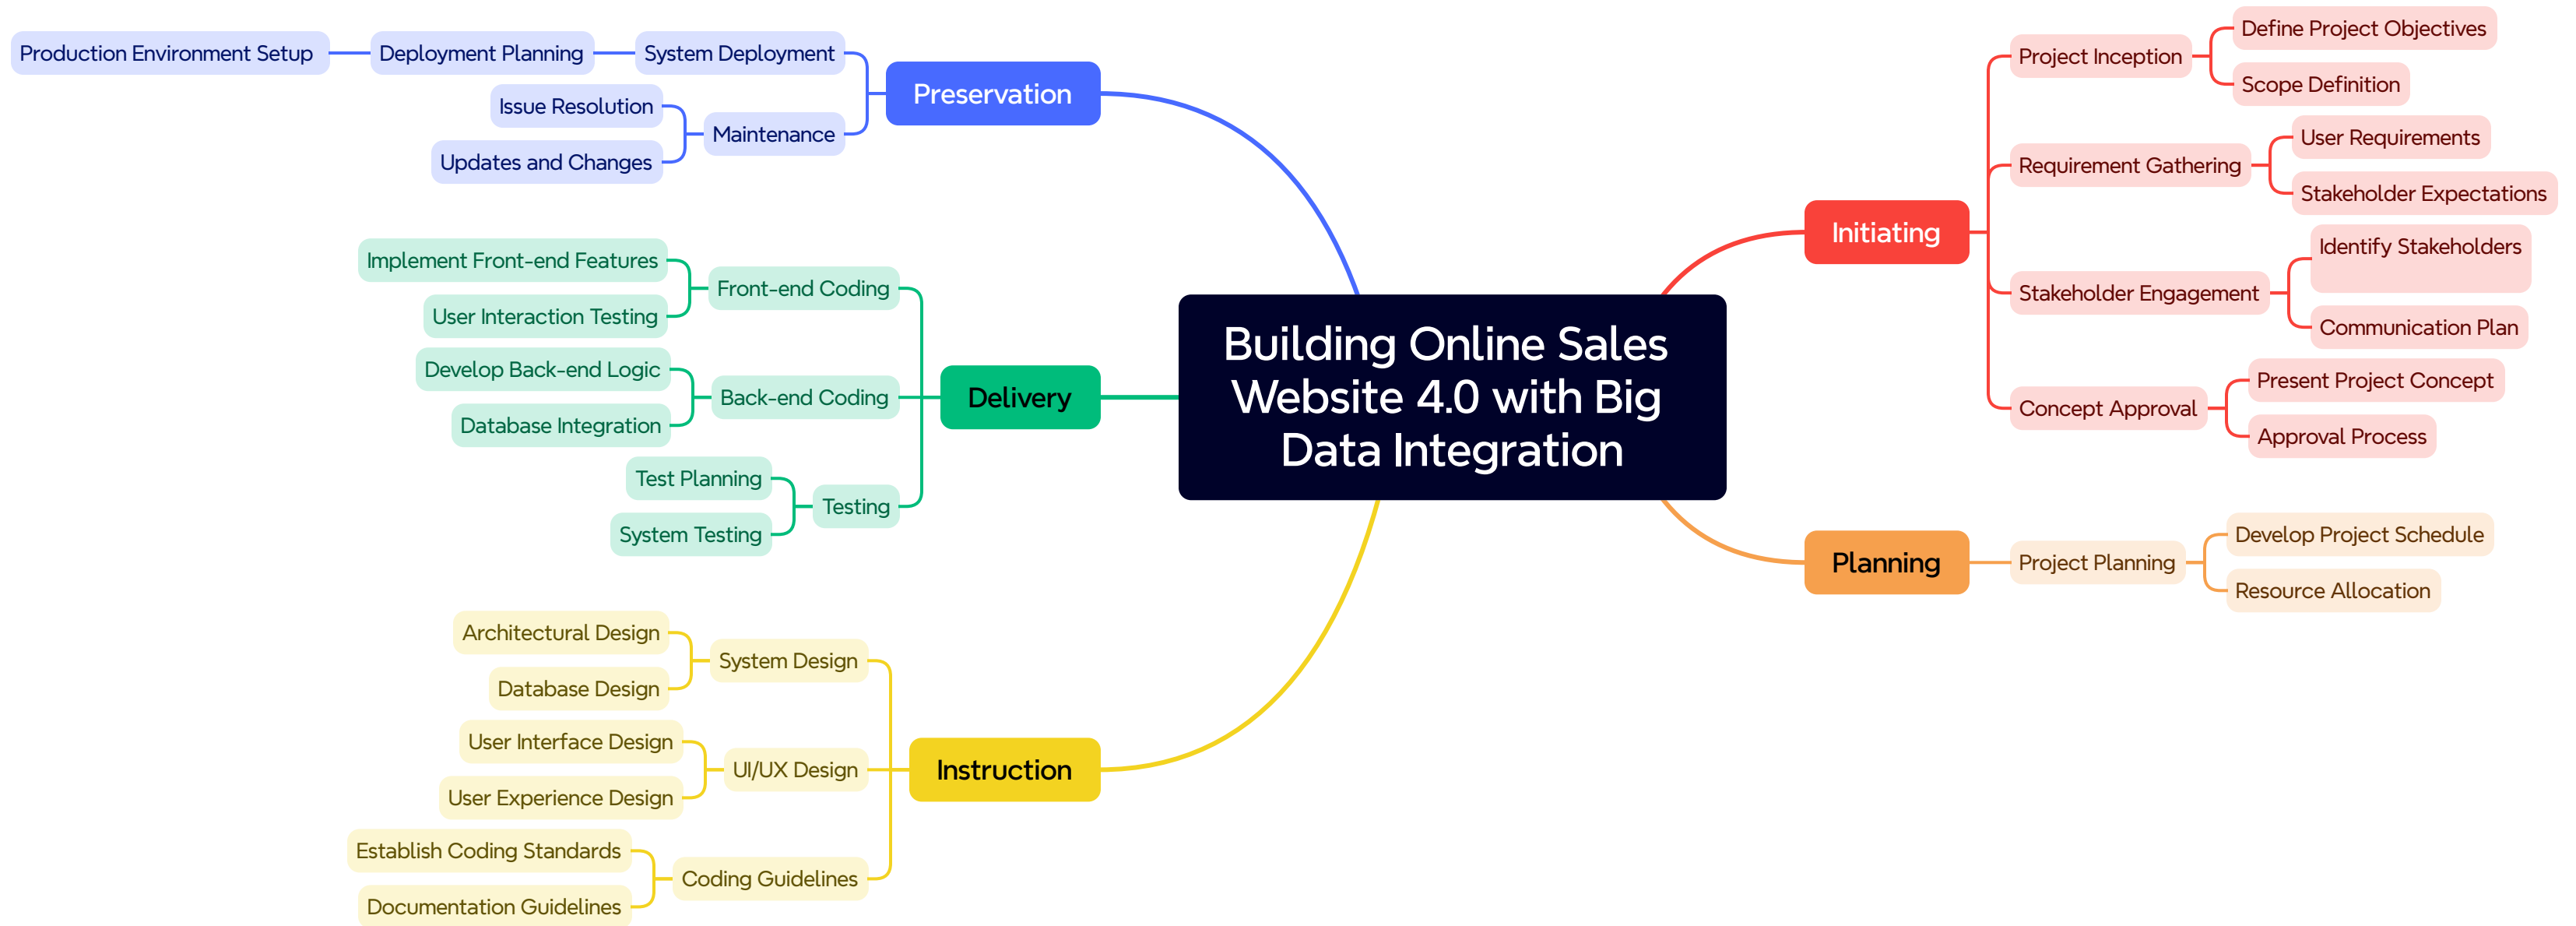 Building Online Sales
Website 4.0 with Big
Data Integration
Initiating
Project Inception
Define Project Objectives
Scope Definition
Requirement Gathering
User Requirements
Stakeholder Expectations
Stakeholder Engagement
Identify Stakeholders
Communication Plan
Concept Approval
Present Project Concept
Approval Process
Planning
Project Planning
Develop Project Schedule
Resource Allocation
Instruction
System Design
Architectural Design
Database Design
UI/UX Design
User Interface Design
User Experience Design
Coding Guidelines
Establish Coding Standards
Documentation Guidelines
Delivery
Front-end Coding
Implement Front-end Features
User Interaction Testing
Back-end Coding
Develop Back-end Logic
Database Integration
Testing
Test Planning
System Testing
Preservation
System Deployment
Deployment Planning
Production Environment Setup
Maintenance
Issue Resolution
Updates and Changes